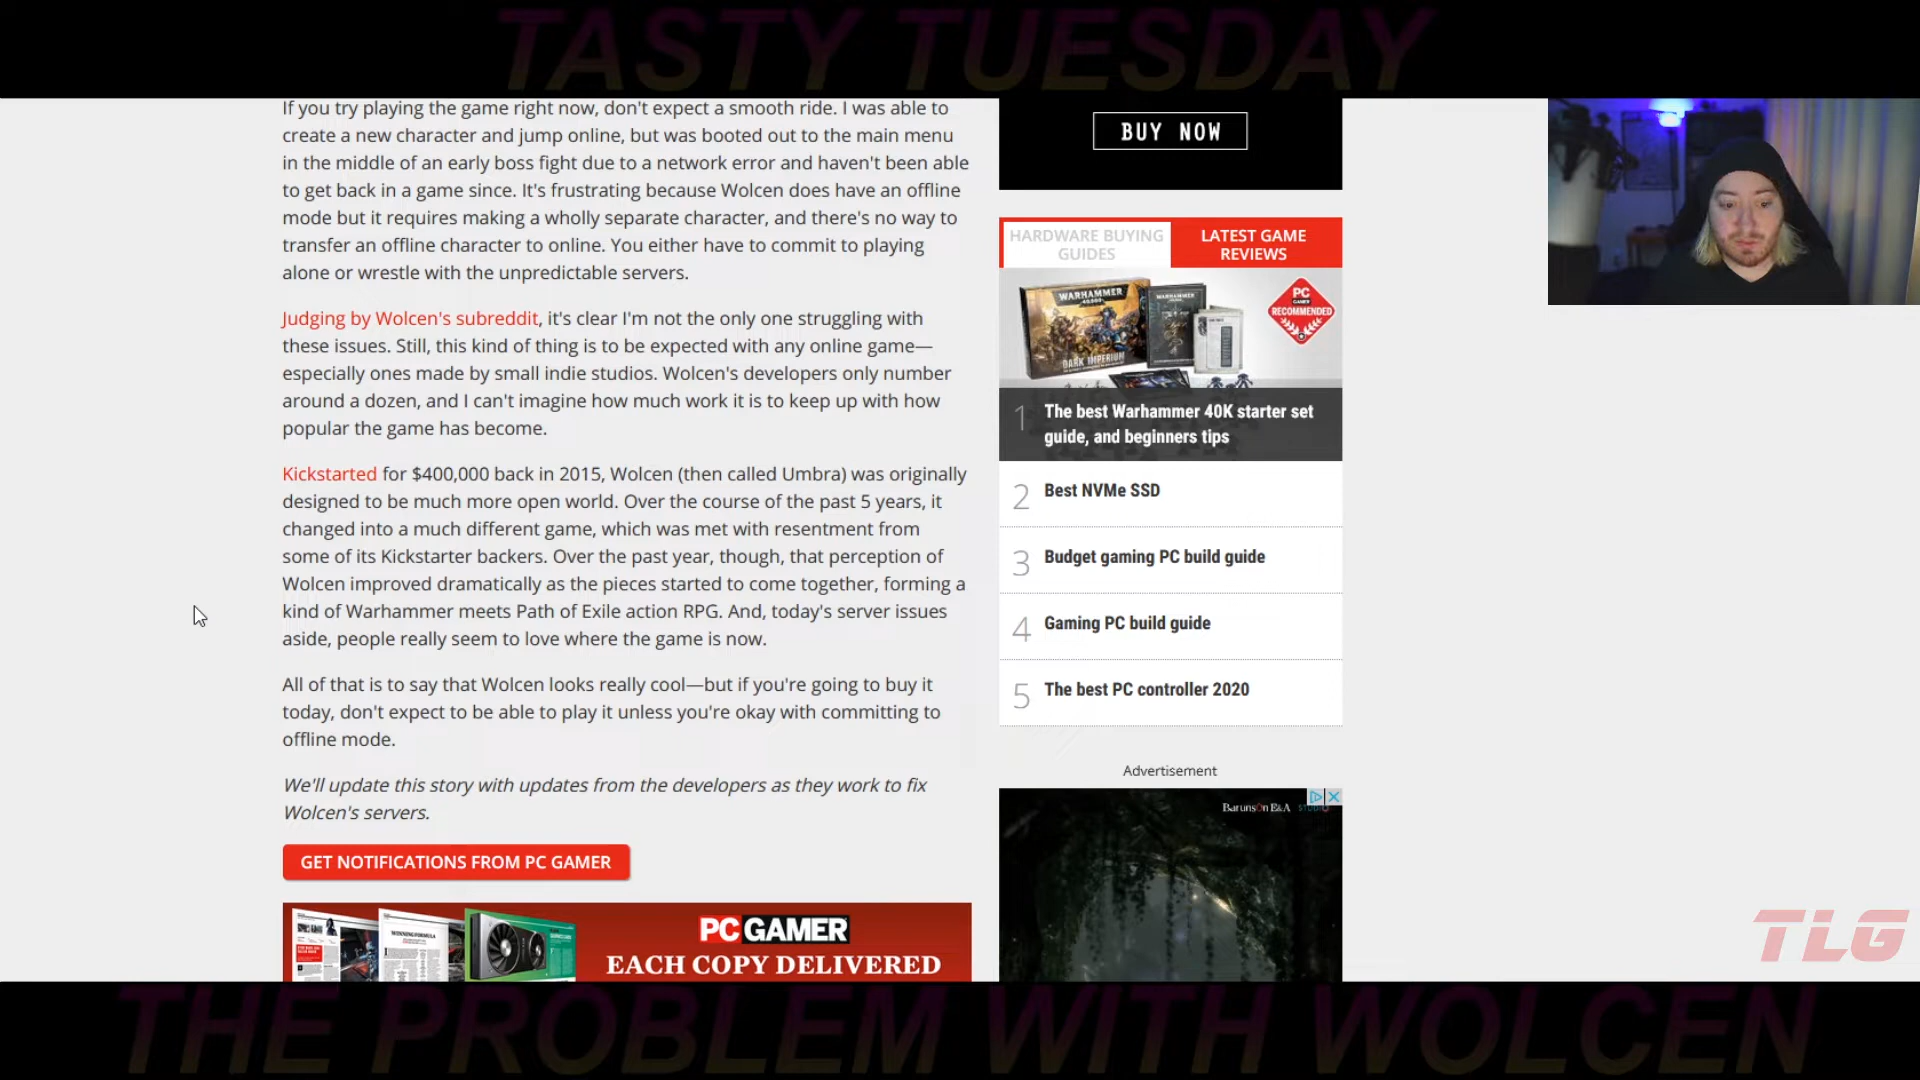 TASTY TUESDAY
If you try playing the game right now, don't expect a smooth ride. I was able to
create a new character and jump online, but was booted out to the main menu
in the middle of an early boss fight due to a network error and haven't been able
to get back in a game since. It's frustrating because Wolcen does have an offline
mode but it requires making a wholly separate character, and there's no way to
transfer an offline character to online. You either have to commit to playing
alone or wrestle with the unpredictable servers.
Judging by Wolcen's subreddit, it's clear I'm not the only one struggling with
these issues. Still, this kind of thing is to be expected with any online game—
especially ones made by small indie studios. Wolcen's developers only number
around a dozen, and I can't imagine how much work it is to keep up with how
popular the game has become.
Kickstarted for $400,000 back in 2015, Wolcen (then called Umbra) was originally
designed to be much more open world. Over the course of the past 5 years, it
changed into a much different game, which was met with resentment from
some of its Kickstarter backers. Over the past year, though, that perception of
Wolcen improved dramatically as the pieces started to come together, forming a
kind of Warhammer meets Path of Exile action RPG. And, today's server issues
aside, people really seem to love where the game is now.
All of that is to say that Wolcen looks really cool—but if you're going to buy it
today, don't expect to be able to play it unless you're okay with committing to
offline mode.
We'll update this story with updates from the developers as they work to fix
Wolcen's servers.
GET NOTIFICATIONS FROM PC GAMER
WINNING FORMULA
PC GAMER
EACH COPY DELIVERED
BUY NOW
HARDWARE BUYING
GUIDES
LATEST GAME
REVIEWS
WARHAMMER
40,000
DARK IMPERIUM
WARHAMMER
PC
GAMER
RECOMMENDED
1 The best Warhammer 40K starter set
guide, and beginners tips
2 Best NVMe SSD
3 Budget gaming PC build guide
4 Gaming PC build guide
5 The best PC controller 2020
Advertisement
BarunsOn E&A STUDIO
TLG
THE PROBLEM WITH WOLCEN